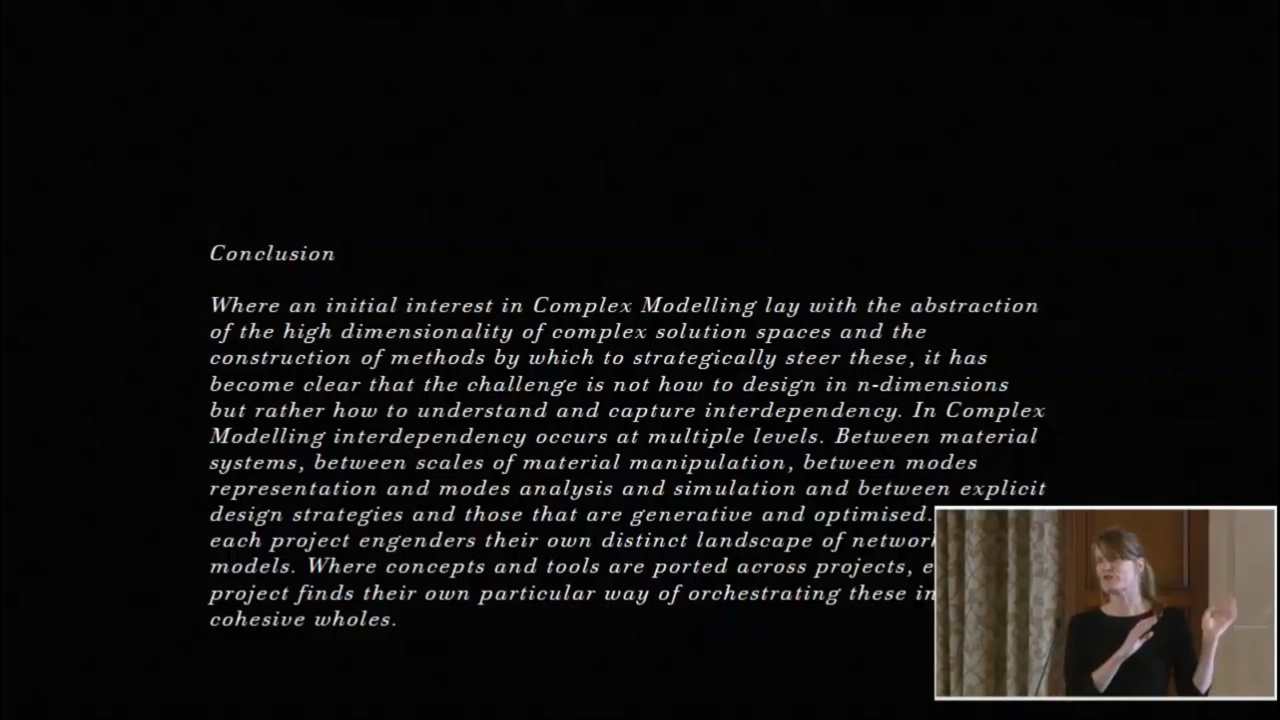 Conclusion
Where an initial interest in Complex Modelling lay with the abstraction
of the high dimensionality of complex solution spaces and the
construction of methods by which to strategically steer these, it has
become clear that the challenge is not how to design in n-dimensions
but rather how to understand and capture interdependency. In Complex
Modelling interdependency occurs at multiple levels. Between material
systems, between scales of material manipulation, between modes
representation and modes analysis and simulation and between explicit
design strategies and those that are generative and optimised.
each project engenders their own distinct landscape of
models. Where concepts and tools are ported across projects,
project finds their own particular way of orchestrating these
cohesive wholes.